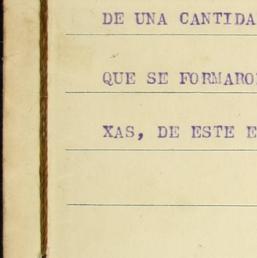 DE UNA CANTIDA
QUE SE FORMARO
XAS, DE ESTE E